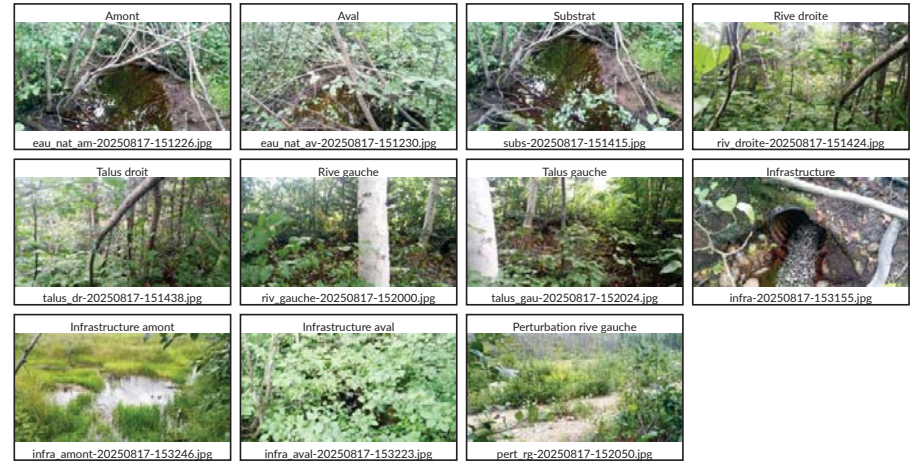 Amont
Aval
Substrat
Rive droite
eau_nat_am-20250817-151226.jpg
eau_nat_av-20250817-151230.jpg
subs-20250817-151415.jpg
riv_droite-20250817-151424.jpg
Talus droit
Rive gauche
Talus gauche
Infrastructure
talus_dr-20250817-151438.jpg
riv_gauche-20250817-152000.jpg
talus_gau-20250817-152024.jpg
infra-20250817-153155.jpg
Infrastructure amont
Infrastructure aval
Perturbation rive gauche
infra_amont-20250817-153246.jpg
infra_aval-20250817-153223.jpg
pert_rg-20250817-152050.jpg